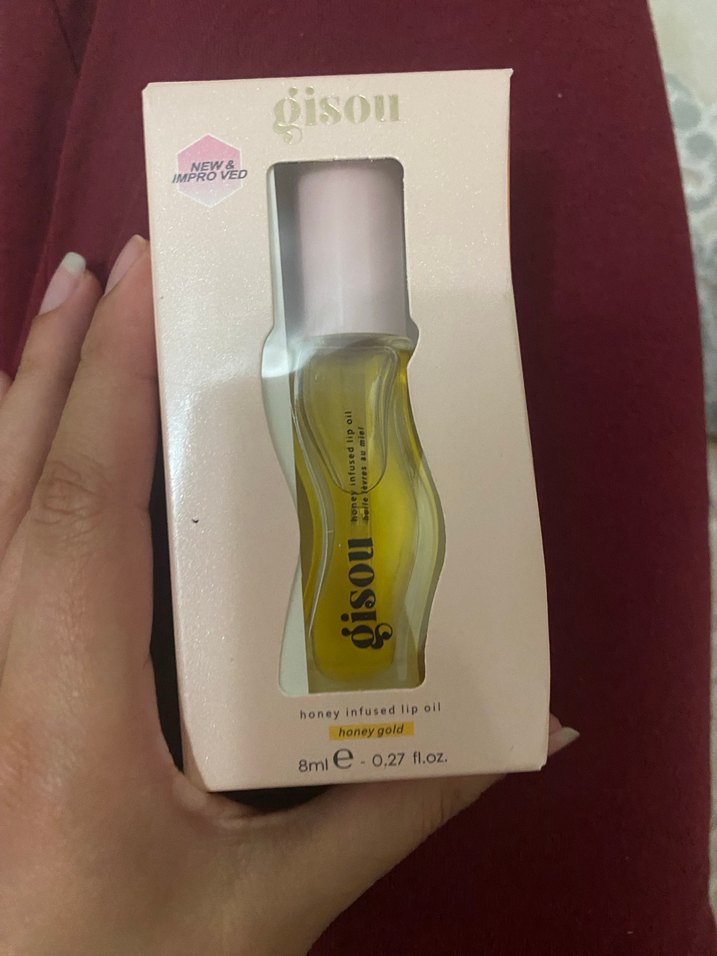 gisou
NEW &
IMPRO VED
honey infused lip oil
huile lèvres au miel
gisou
honey infused lip oil
honey gold
8ml e - 0.27 fl.oz.